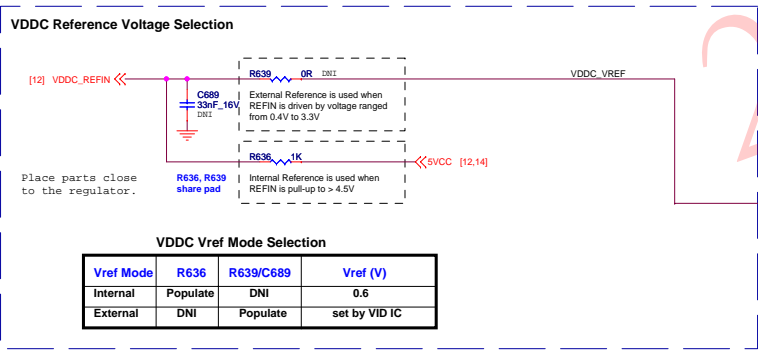 VDDC Reference Voltage Selection
[12] VDDC_REFIN
R639 0R DNI
VDDC_VREF
C689
33nF_16V
DNI
External Reference is used when
REFIN is driven by voltage ranged
from 0.4V to 3.3V
R636 1K
5VCC [12,14]
Place parts close
to the regulator.
R636, R639
share pad
Internal Reference is used when
REFIN is pull-up to > 4.5V
VDDC Vref Mode Selection
Vref Mode R636 R639/C689 Vref (V)
Internal Populate DNI 0.6
External DNI Populate set by VID IC